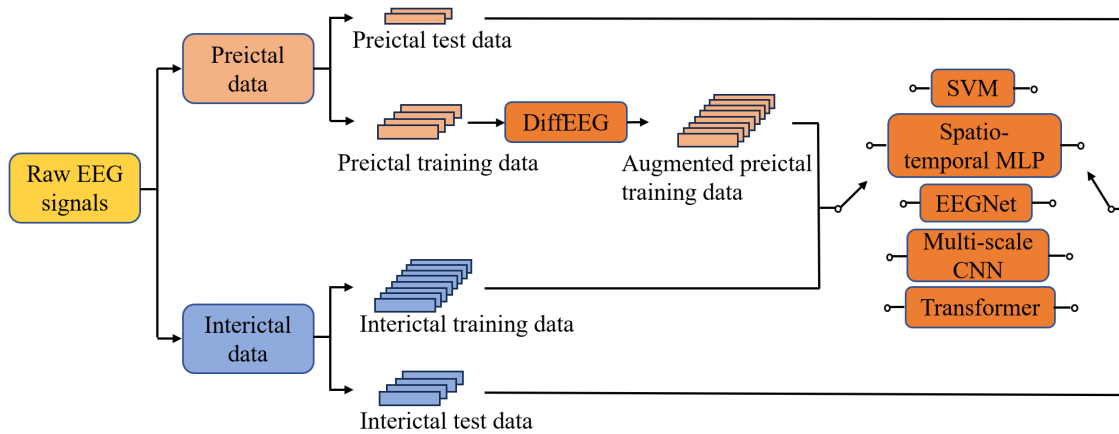 Preictal test data
Preictal
data
SVM
DiffEEG
Spatio-
temporal MLP
Preictal training data
Augmented preictal
training data
Raw EEG
signals
EEGNet
Multi-scale
CNN
Transformer
Interictal training data
Interictal
data
Interictal test data